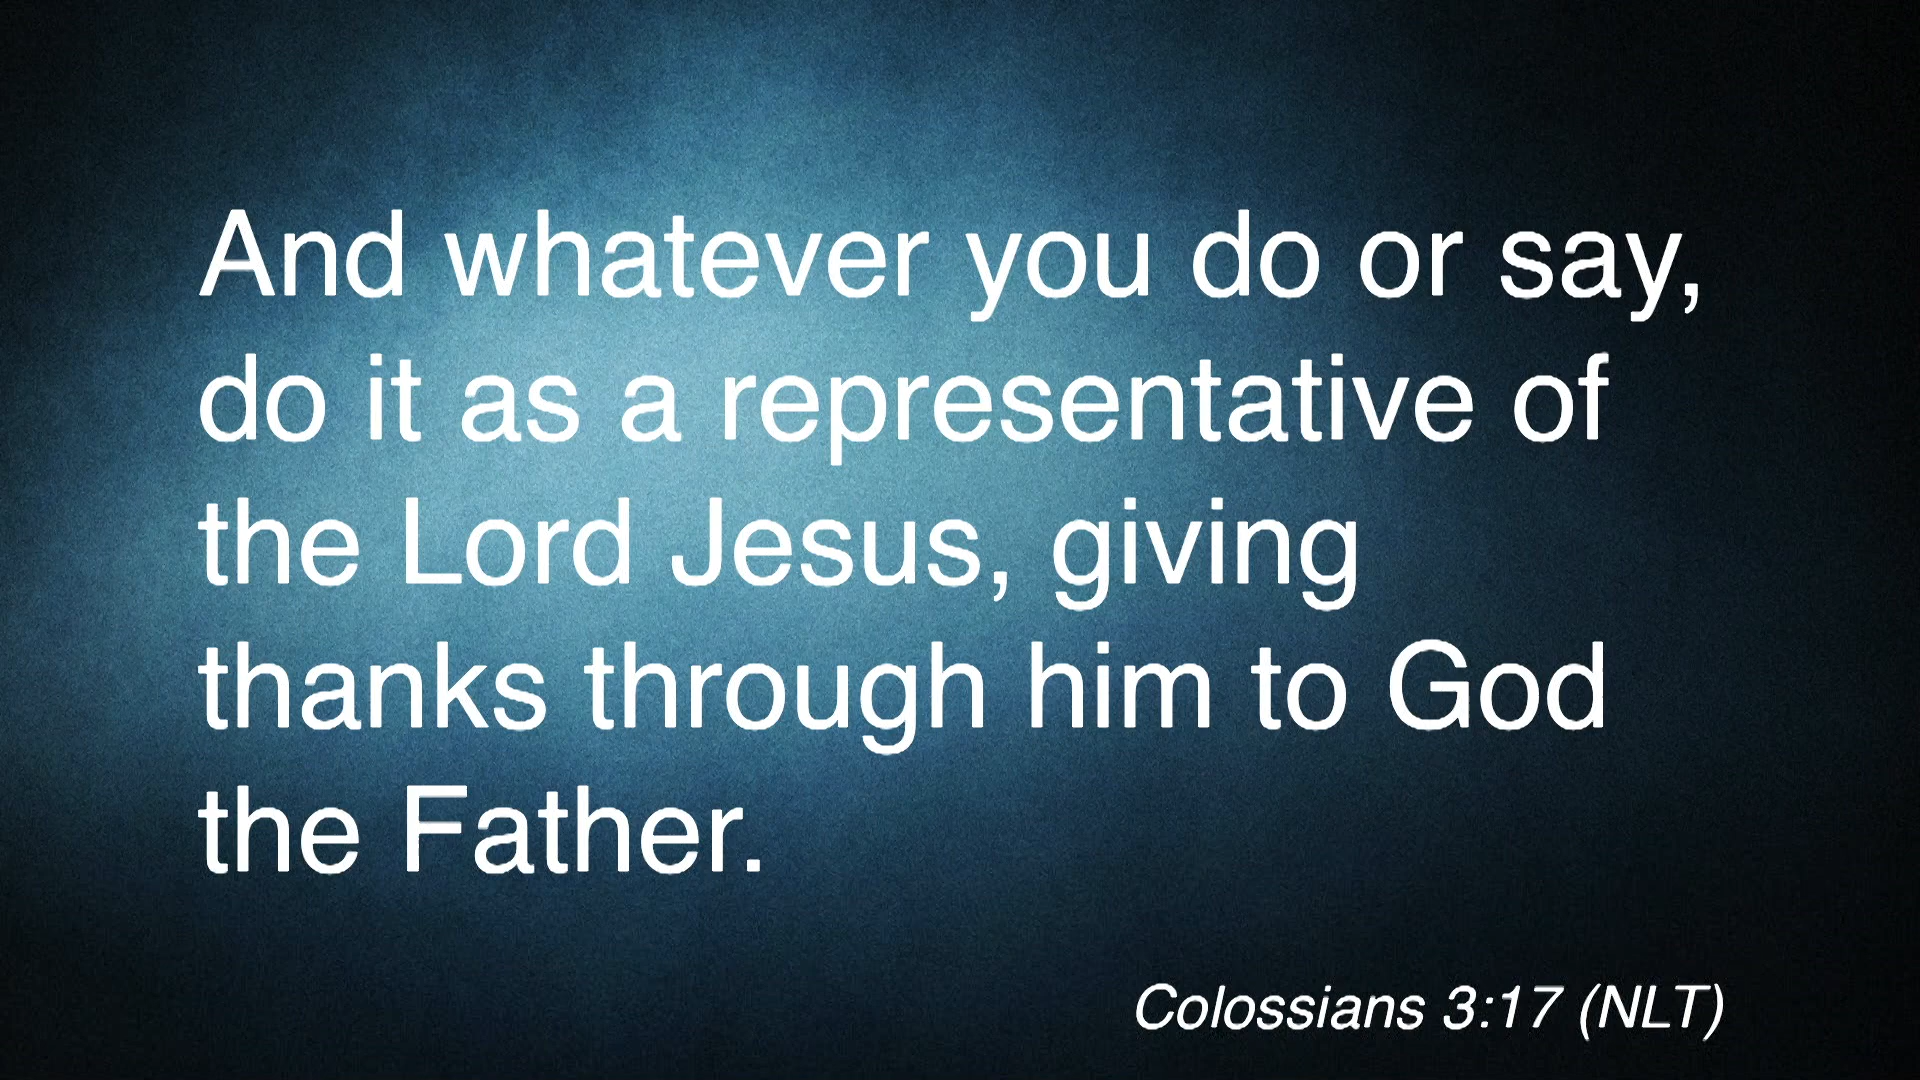 And whatever you do or say,
do it as a representative of
the Lord Jesus, giving
thanks through him to God
the Father.
Colossians 3:17 (NLT)